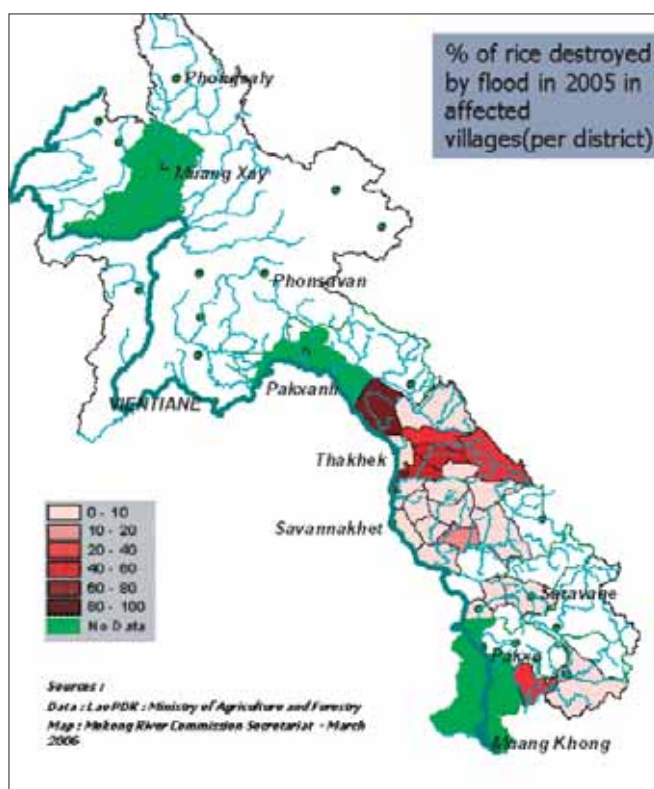 % of rice destroyed
by flood in 2005 in
affected
villages(per district)
Phongsaly
Muang Xay
Phonsavan
Pakxanh
VIENTIANE
Thakhek
Savannakhet
Saravane
Pakse
Muang Khong
0 - 10
10 - 20
20 - 40
40 - 60
60 - 80
80 - 100
No Data
Sources :
Data : Lao PDR : Ministry of Agriculture and Forestry
Map : Mekong River Commission Secretariat - March
2006